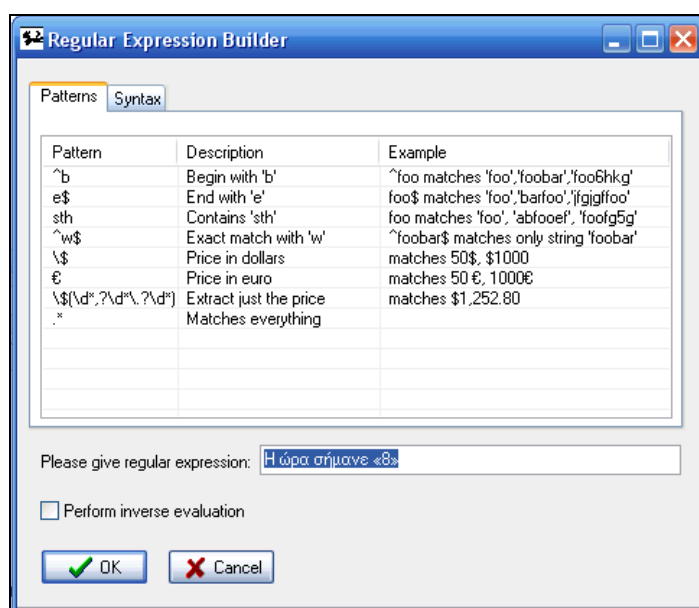 Regular Expression Builder
Patterns Syntax
Pattern Description Example
^b Begin with 'b' ^foo matches 'foo','foobar','foo6hkg'
e$ End with 'e' foo$ matches 'foo','barfoo','jfgjgffoo'
sth Contains 'sth' foo matches 'foo', 'abfooef', 'foofg5g'
^w$ Exact match with 'w' ^foobar$ matches only string 'foobar'
\$ Price in dollars matches 50$, $1000
€ Price in euro matches 50 €, 1000€
\$(\d*,?\d*\.?\d*) Extract just the price matches $1,252.80
.* Matches everything
Please give regular expression: Η ώρα σήμανε «8»
Perform inverse evaluation
OK Cancel